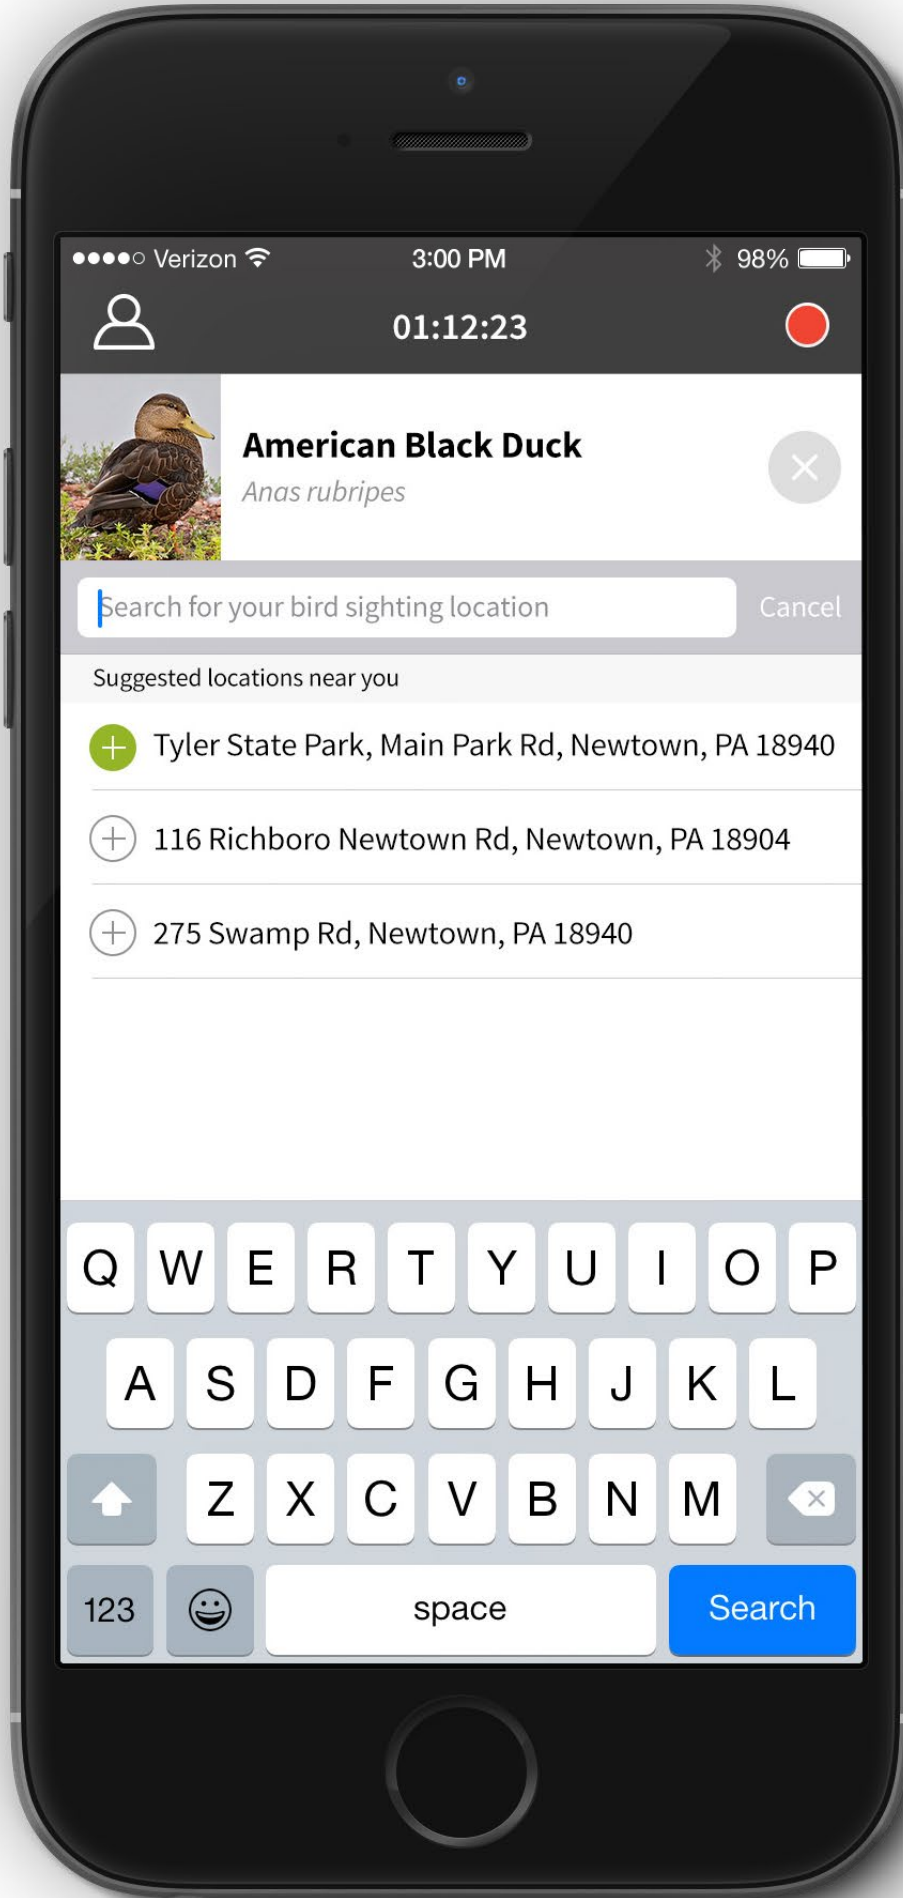 Verizon 3:00 PM 98%
01:12:23
American Black Duck
Anas rubripes
Search for your bird sighting location Cancel
Suggested locations near you
Tyler State Park, Main Park Rd, Newtown, PA 18940
116 Richboro Newtown Rd, Newtown, PA 18904
275 Swamp Rd, Newtown, PA 18940
Q W E R T Y U I O P
A S D F G H J K L
Z X C V B N M
123 space Search